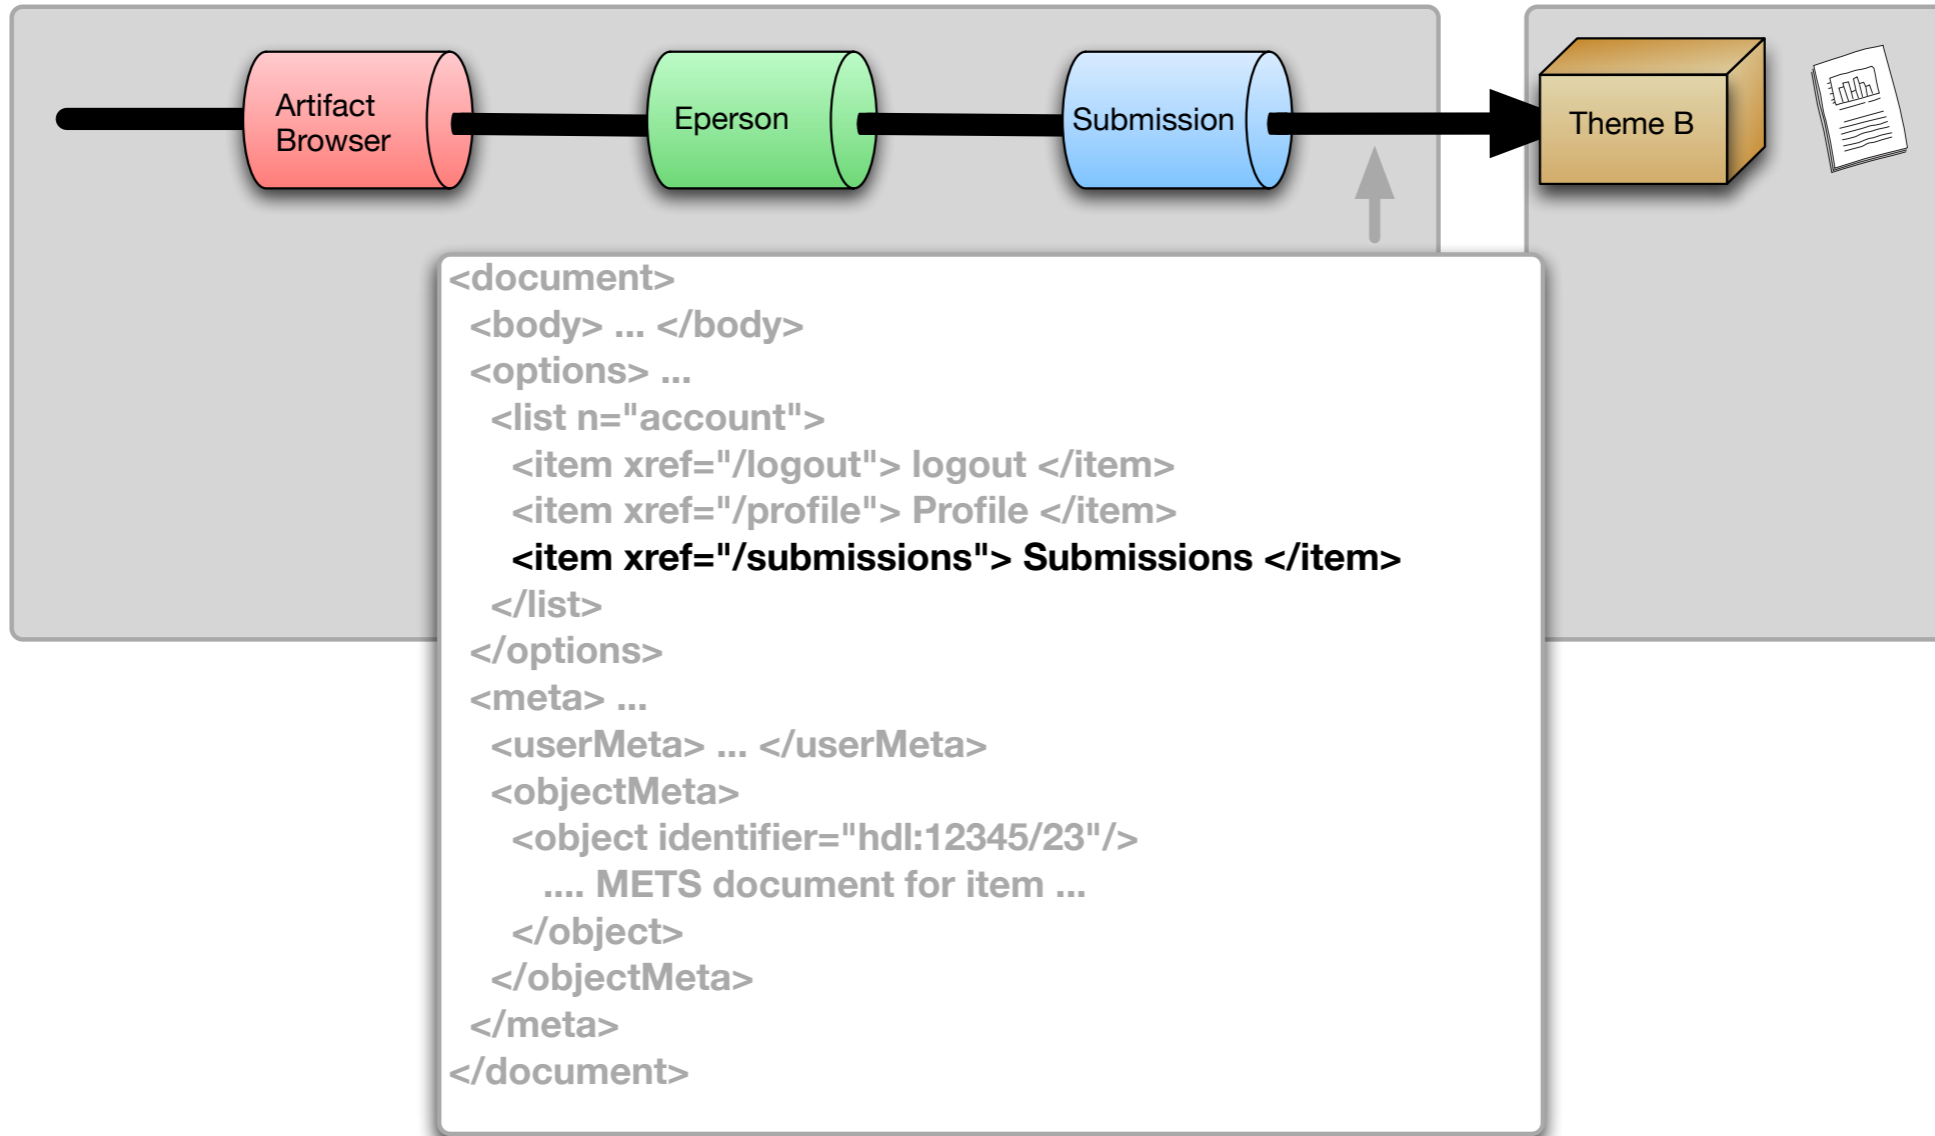 Artifact
Browser
Eperson
Submission
Theme B
<document>
<body> ... </body>
<options> ...
<list n="account">
<item xref="/logout"> logout </item>
<item xref="/profile"> Profile </item>
<item xref="/submissions"> Submissions </item>
</list>
</options>
<meta> ...
<userMeta> ... </userMeta>
<objectMeta>
<object identifier="hdl:12345/23"/>
.... METS document for item ...
</object>
</objectMeta>
</meta>
</document>